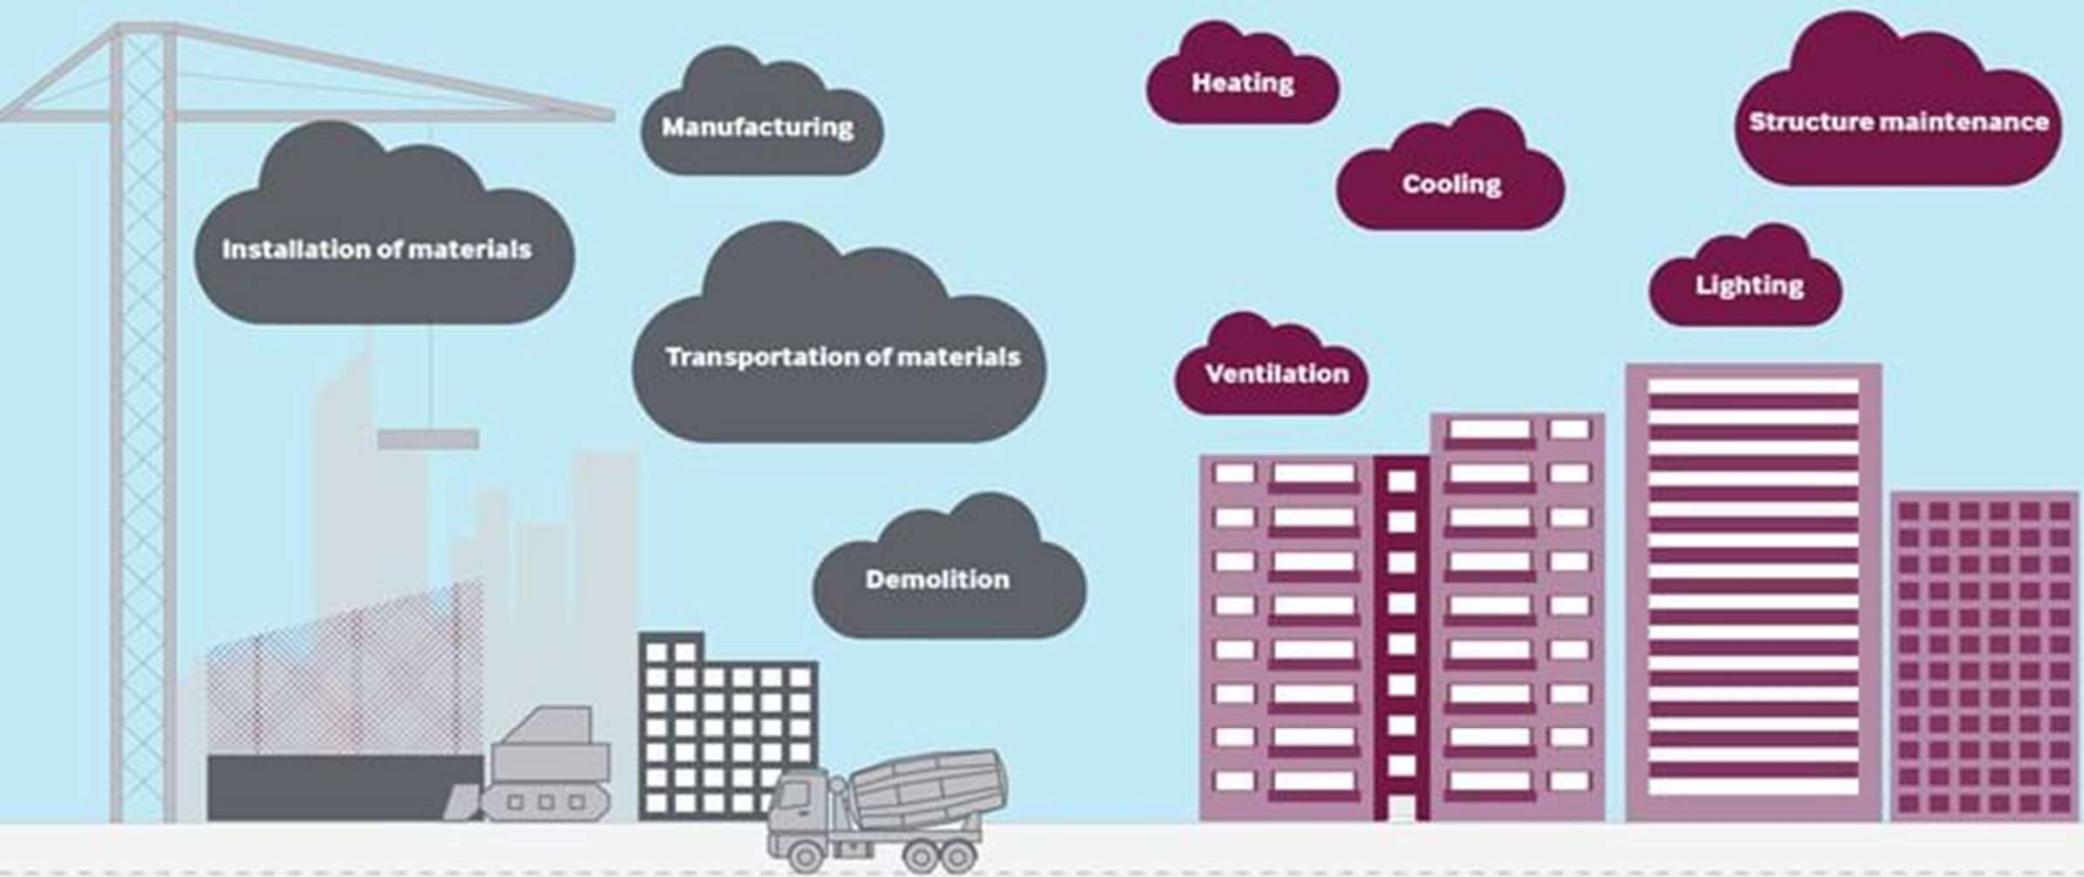 Manufacturing
Installation of materials
Transportation of materials
Demolition
Heating
Cooling
Structure maintenance
Lighting
Ventilation